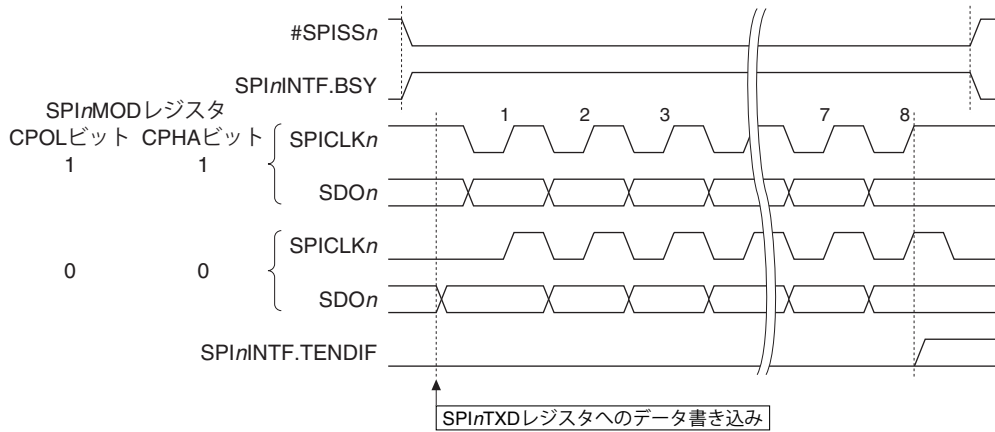 #SPISSn
SPInINTF.BSY
SPInMODレジスタ
CPOLビット CPHAビット
1 1
SPICLKn
1 2 3 7 8
SDOn
0 0
SPICLKn
SDOn
SPInINTF.TENDIF
SPInTXDレジスタへのデータ書き込み